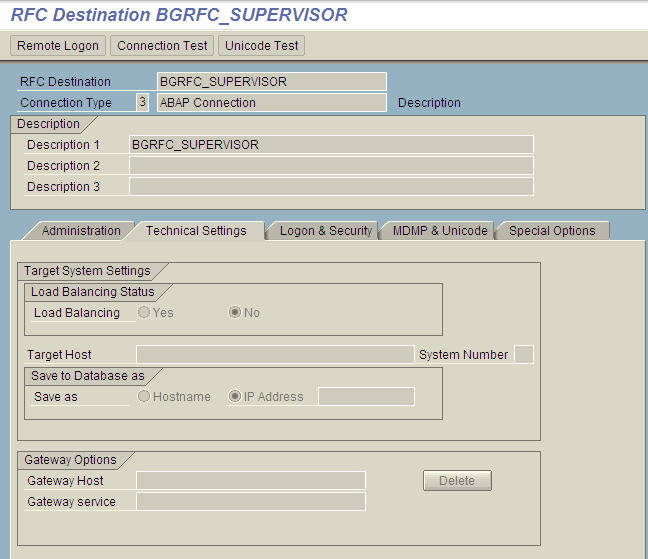 RFC Destination BGRFC_SUPERVISOR
Remote Logon Connection Test Unicode Test
RFC Destination BGRFC_SUPERVISOR
Connection Type 3 ABAP Connection Description
Description
Description 1 BGRFC_SUPERVISOR
Description 2
Description 3
Administration Technical Settings Logon & Security MDMP & Unicode Special Options
Target System Settings
Load Balancing Status
Load Balancing Yes No
Target Host System Number
Save to Database as
Save as Hostname IP Address
Gateway Options
Gateway Host Delete
Gateway service